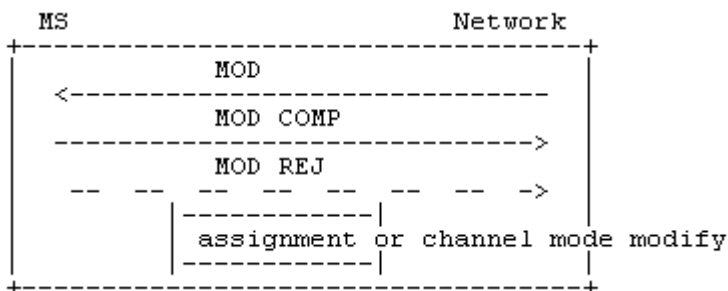 MS Network
MOD
MOD COMP
MOD REJ
assignment or channel mode modify